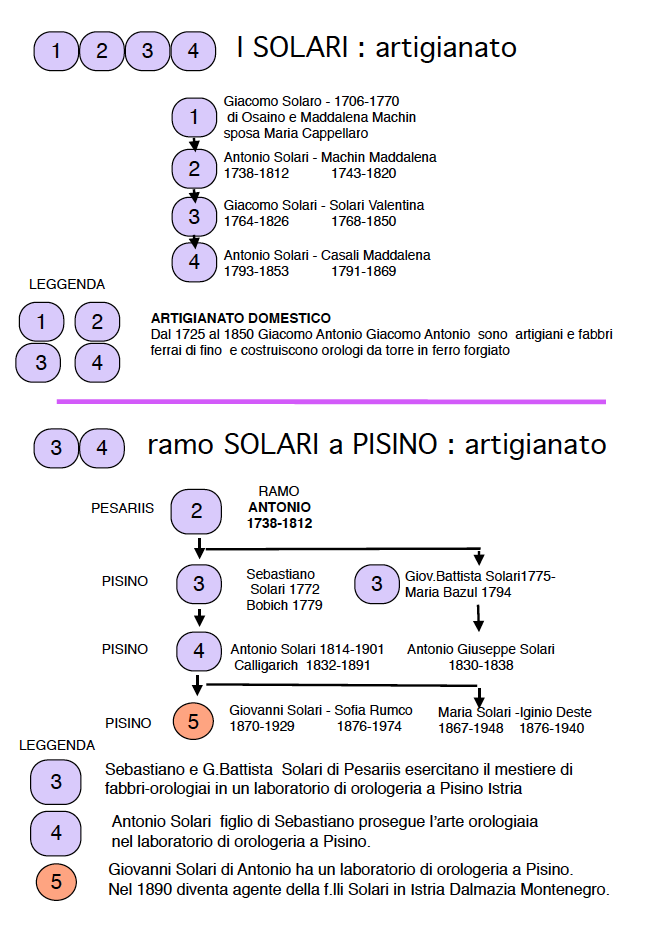 1 2 3 4 I SOLARI : artigianato
1 Giacomo Solaro - 1706-1770
di Osaino e Maddalena Machin
sposa Maria Cappellaro
2 Antonio Solari - Machin Maddalena
1738-1812 1743-1820
3 Giacomo Solari - Solari Valentina
1764-1826 1768-1850
4 Antonio Solari - Casali Maddalena
1793-1853 1791-1869
LEGGENDA
1 2
3 4
ARTIGIANATO DOMESTICO
Dal 1725 al 1850 Giacomo Antonio Giacomo Antonio sono artigiani e fabbri
ferrai di fino e costruiscono orologi da torre in ferro forgiato
3 4 ramo SOLARI a PISINO : artigianato
PESARIIS 2
RAMO
ANTONIO
1738-1812
PISINO 3
Sebastiano
Solari 1772
Bobich 1779
3 Giov.Battista Solari1775-
Maria Bazul 1794
PISINO 4
Antonio Solari 1814-1901
Calligarich 1832-1891
Antonio Giuseppe Solari
1830-1838
PISINO 5
Giovanni Solari - Sofia Rumco
1870-1929 1876-1974
Maria Solari -Iginio Deste
1867-1948 1876-1940
LEGGENDA
3 Sebastiano e G.Battista Solari di Pesariis esercitano il mestiere di
fabbri-orologiai in un laboratorio di orologeria a Pisino Istria
4 Antonio Solari figlio di Sebastiano prosegue l'arte orologiaia
nel laboratorio di orologeria a Pisino.
5 Giovanni Solari di Antonio ha un laboratorio di orologeria a Pisino.
Nel 1890 diventa agente della f.lli Solari in Istria Dalmazia Montenegro.